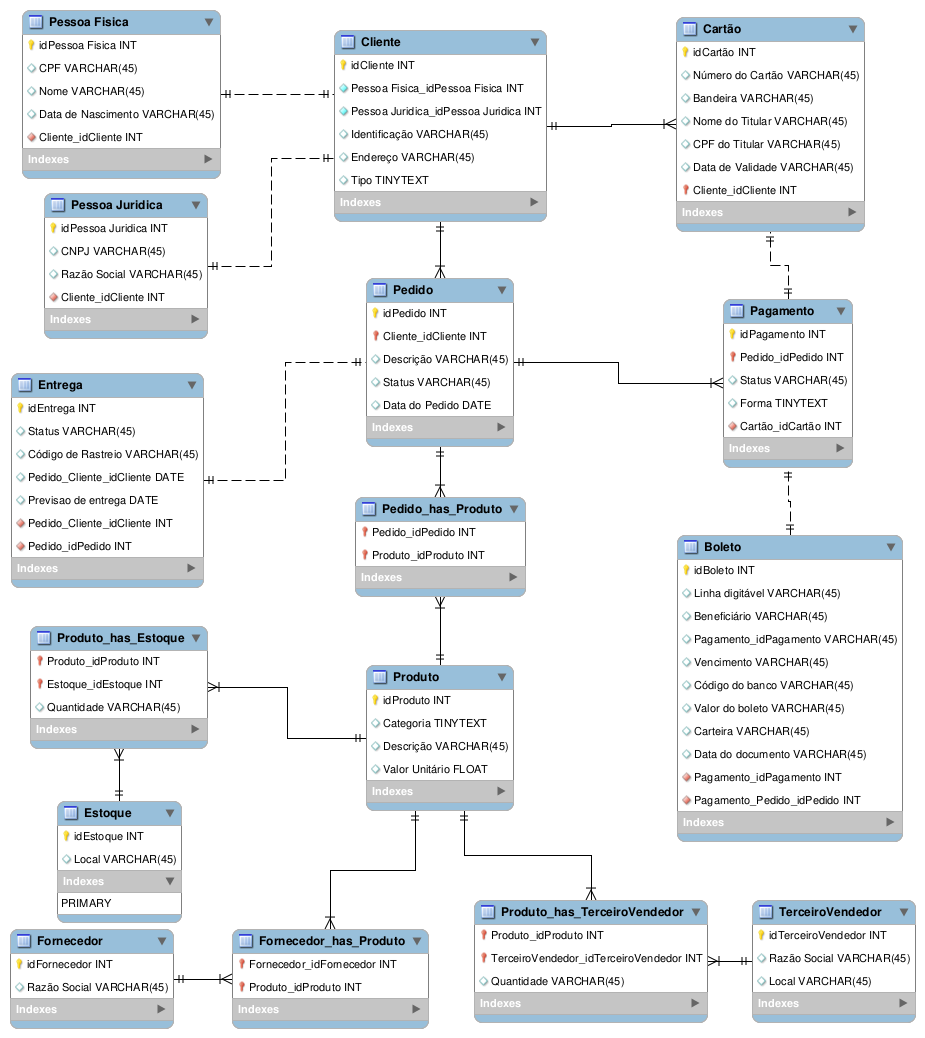 Pessoa Fisica
idPessoa Fisica INT
CPF VARCHAR(45)
Nome VARCHAR(45)
Data de Nascimento VARCHAR(45)
Cliente_idCliente INT
Indexes
Cliente
idCliente INT
Pessoa Fisica_idPessoa Fisica INT
Pessoa Juridica_idPessoa Juridica INT
Identificação VARCHAR(45)
Endereço VARCHAR(45)
Tipo TINYTEXT
Indexes
Cartão
idCartão INT
Número do Cartão VARCHAR(45)
Bandeira VARCHAR(45)
Nome do Titular VARCHAR(45)
CPF do Titular VARCHAR(45)
Data de Validade VARCHAR(45)
Cliente_idCliente INT
Indexes
Pessoa Juridica
idPessoa Juridica INT
CNPJ VARCHAR(45)
Razão Social VARCHAR(45)
Cliente_idCliente INT
Indexes
Pedido
idPedido INT
Cliente_idCliente INT
Descrição VARCHAR(45)
Status VARCHAR(45)
Data do Pedido DATE
Indexes
Pagamento
idPagamento INT
Pedido_idPedido INT
Status VARCHAR(45)
Forma TINYTEXT
Cartão_idCartão INT
Indexes
Entrega
idEntrega INT
Status VARCHAR(45)
Código de Rastreio VARCHAR(45)
Pedido_Cliente_idCliente DATE
Previsao de entrega DATE
Pedido_Cliente_idCliente INT
Pedido_idPedido INT
Indexes
Pedido_has_Produto
Pedido_idPedido INT
Produto_idProduto INT
Indexes
Boleto
idBoleto INT
Linha digitável VARCHAR(45)
Beneficiário VARCHAR(45)
Pagamento_idPagamento VARCHAR(45)
Vencimento VARCHAR(45)
Código do banco VARCHAR(45)
Valor do boleto VARCHAR(45)
Carteira VARCHAR(45)
Data do documento VARCHAR(45)
Pagamento_idPagamento INT
Pagamento_Pedido_idPedido INT
Indexes
Produto_has_Estoque
Produto_idProduto INT
Estoque_idEstoque INT
Quantidade VARCHAR(45)
Indexes
Produto
idProduto INT
Categoria TINYTEXT
Descrição VARCHAR(45)
Valor Unitário FLOAT
Indexes
Estoque
idEstoque INT
Local VARCHAR(45)
Indexes
PRIMARY
Fornecedor
idFornecedor INT
Razão Social VARCHAR(45)
Indexes
Fornecedor_has_Produto
Fornecedor_idFornecedor INT
Produto_idProduto INT
Indexes
Produto_has_TerceiroVendedor
Produto_idProduto INT
TerceiroVendedor_idTerceiroVendedor INT
Quantidade VARCHAR(45)
Indexes
TerceiroVendedor
idTerceiroVendedor INT
Razão Social VARCHAR(45)
Local VARCHAR(45)
Indexes